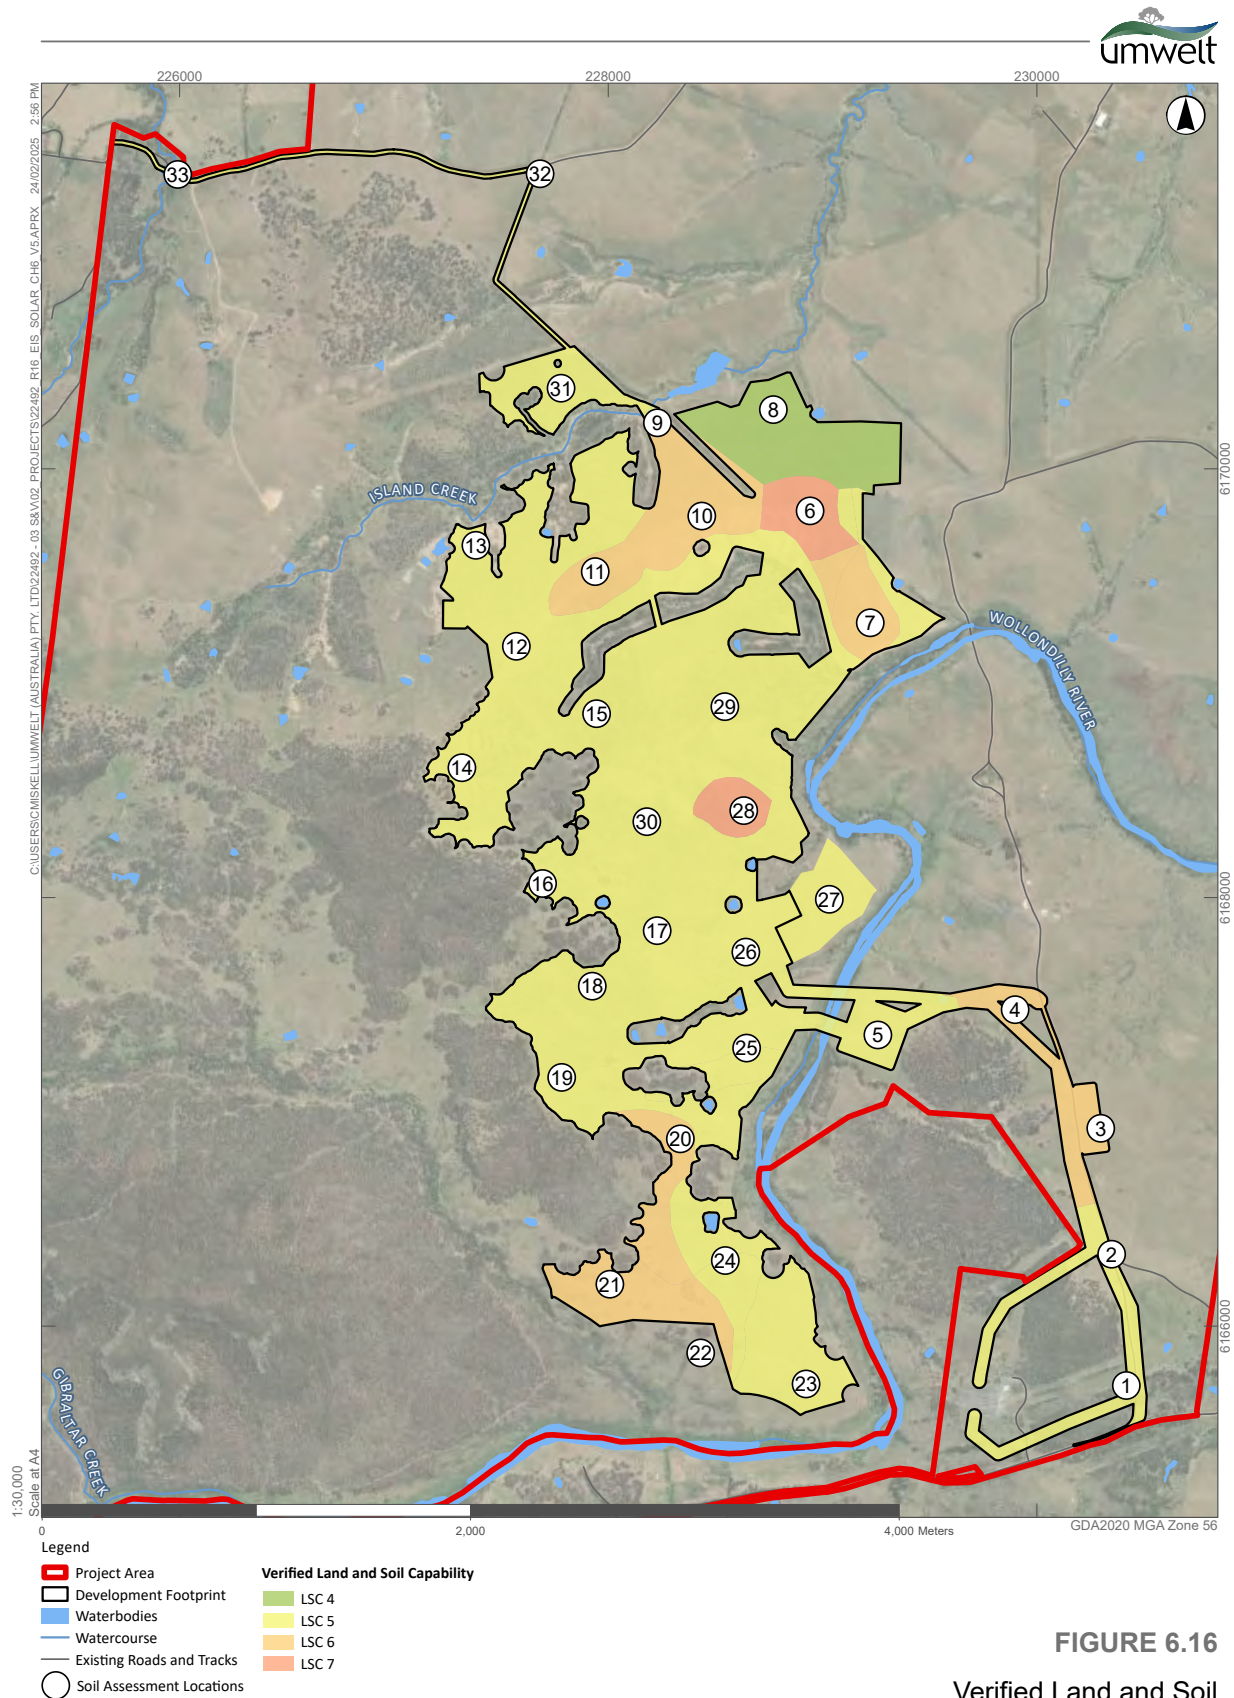 umwelt
226000
228000
230000
C:\USERS\CMISKELL\UMWELT (AUSTRALIA) PTY. LTD\22492 - 03 S&V\02 PROJECTS\22492_R16_EIS_SOLAR_CH6_V5.APRX 24/02/2025 2:56 PM
33
32
31
8
9
6170000
ISLAND CREEK
6
10
13
11
7
WOLLONDILLY RIVER
12
29
15
14
28
30
16
27
6168000
17
26
18
4
5
25
19
3
20
2
24
21
6166000
22
23
1
GIBRALTAR CREEK
1:30,000
Scale at A4
0
2,000
4,000 Meters
GDA2020 MGA Zone 56
Legend
Project Area
Development Footprint
Waterbodies
Watercourse
Existing Roads and Tracks
Soil Assessment Locations
Verified Land and Soil Capability
LSC 4
LSC 5
LSC 6
LSC 7
FIGURE 6.16
Verified Land and Soil